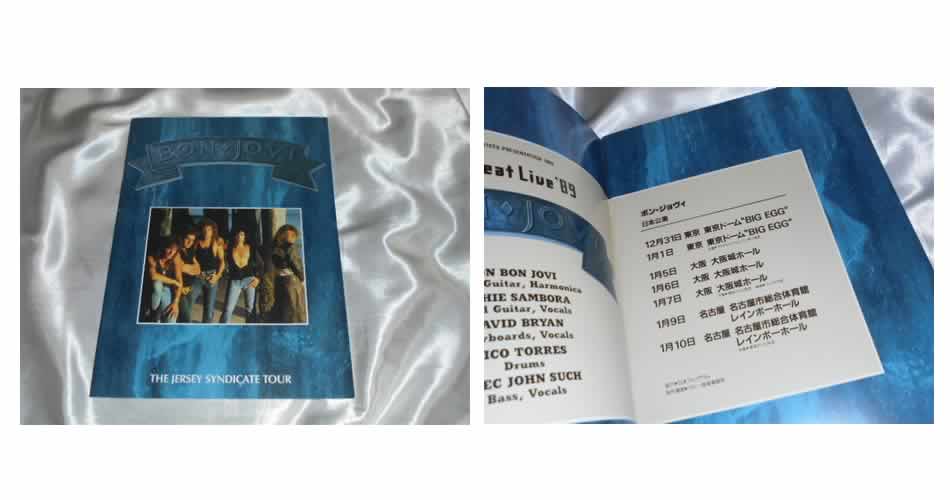 BON JOVI
THE JERSEY SYNDICATE TOUR
PRESENTATION
eat Live '89
N BON JOVI
Guitar, Harmonica
HIE SAMBORA
d Guitar, Vocals
AVID BRYAN
yboards, Vocals
ICO TORRES
Drums
EC JOHN SUCH
Bass, Vocals
ボン・ジョヴィ
日本公演
12月31日 東京 東京ドーム"BIG EGG"
1月1日 東京 東京ドーム"BIG EGG"
1月5日 大阪 大阪城ホール
1月6日 大阪 大阪城ホール
1月7日 大阪 大阪城ホール
1月9日 名古屋 名古屋市総合体育館
レインボーホール
1月10日 名古屋 名古屋市総合体育館
レインボーホール